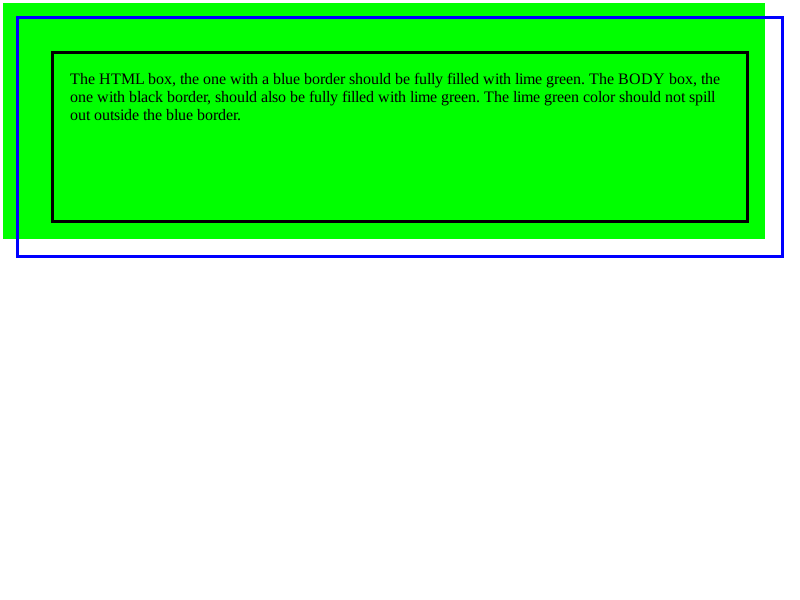 The HTML box, the one with a blue border should be fully filled with lime green. The BODY box, the
one with black border, should also be fully filled with lime green. The lime green color should not spill
out outside the blue border.